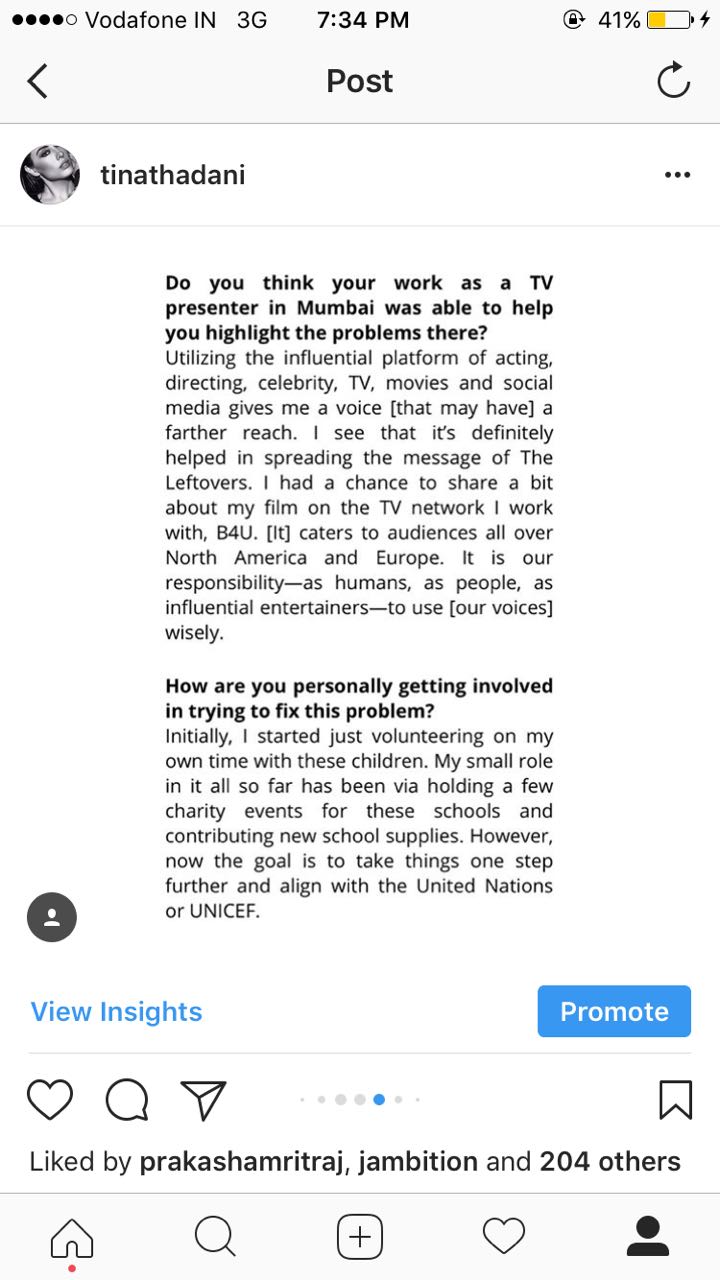 Vodafone IN 3G 7:34 PM 41%
Post
tinathadani
Do you think your work as a TV
presenter in Mumbai was able to help
you highlight the problems there?
Utilizing the influential platform of acting,
directing, celebrity, TV, movies and social
media gives me a voice [that may have] a
farther reach. I see that it’s definitely
helped in spreading the message of The
Leftovers. I had a chance to share a bit
about my film on the TV network I work
with, B4U. [It] caters to audiences all over
North America and Europe. It is our
responsibility—as humans, as people, as
influential entertainers—to use [our voices]
wisely.
How are you personally getting involved
in trying to fix this problem?
Initially, I started just volunteering on my
own time with these children. My small role
in it all so far has been via holding a few
charity events for these schools and
contributing new school supplies. However,
now the goal is to take things one step
further and align with the United Nations
or UNICEF.
View Insights
Promote
Liked by prakashamritraj, jambition and 204 others